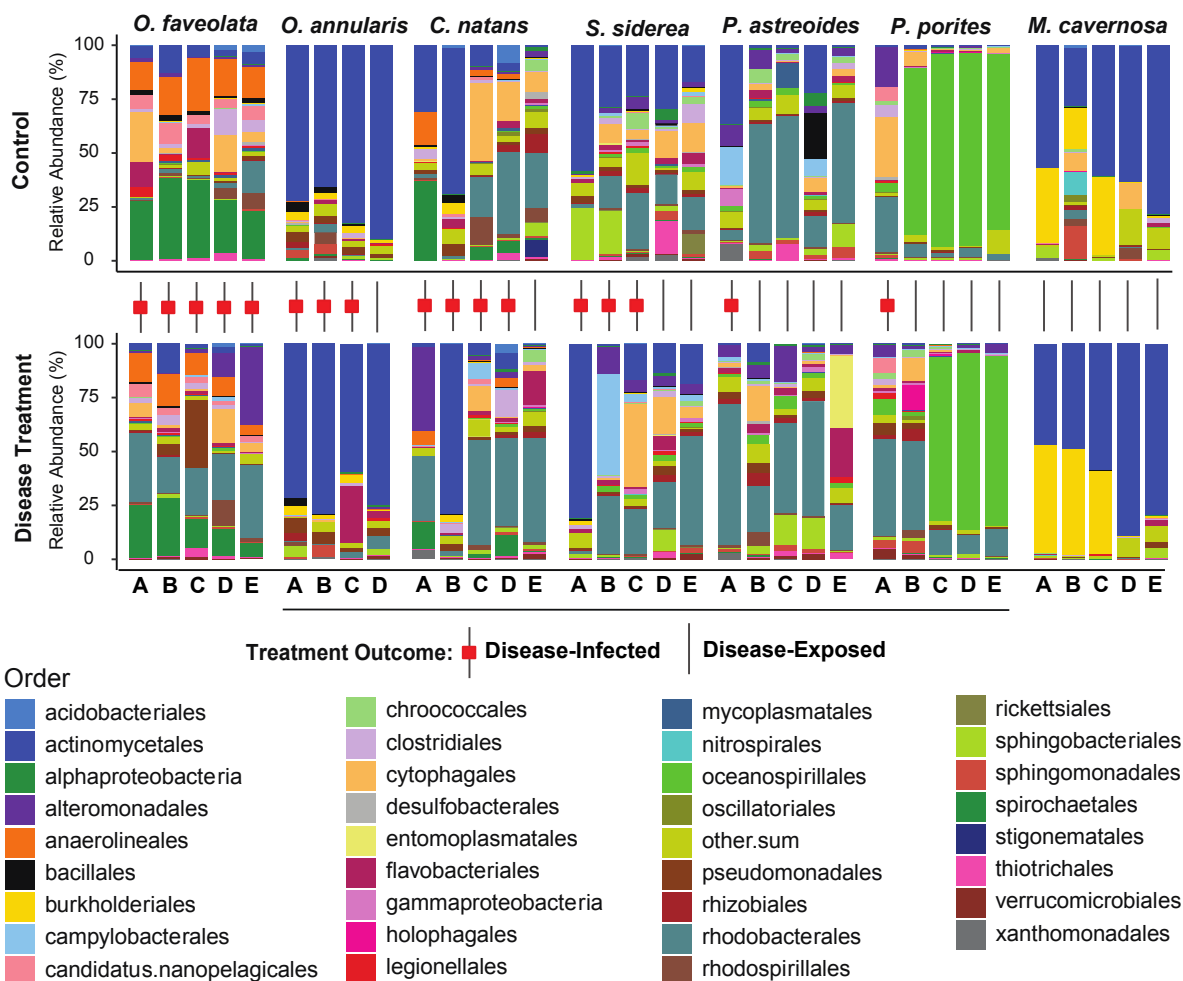 O. faveolata O. annularis C. natans S. siderea P. astreoides P. porites M. cavernosa
Control
Relative Abundance (%)
100
75
50
25
0
Disease Treatment
Relative Abundance (%)
100
75
50
25
0
A B C D E A B C D A B C D E A B C D E A B C D E A B C D E A B C D E
Treatment Outcome: Disease-Infected Disease-Exposed
Order
acidobacteriales
actinomycetales
alphaproteobacteria
alteromonadales
anaerolineales
bacillales
burkholderiales
campylobacterales
candidatus.nanopelagicales
chroococcales
clostridiales
cytophagales
desulfobacterales
entomoplasmatales
flavobacteriales
gammaproteobacteria
holophagales
legionellales
mycoplasmatales
nitrospirales
oceanospirillales
oscillatoriales
other.sum
pseudomonadales
rhizobiales
rhodobacterales
rhodospirillales
rickettsiales
sphingobacteriales
sphingomonadales
spirochaetales
stigonematales
thiotrichales
verrucomicrobiales
xanthomonadales